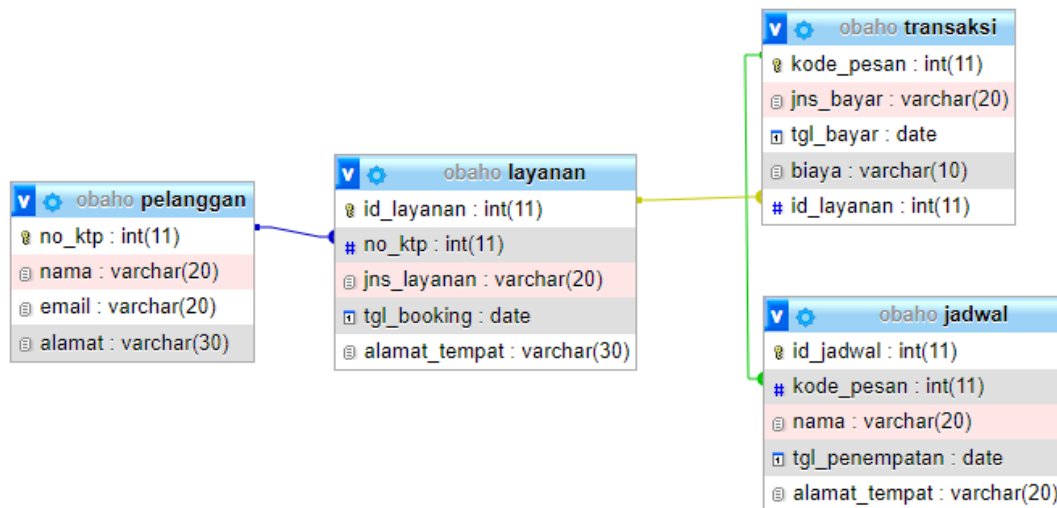 obaho pelanggan
no_ktp : int(11)
nama : varchar(20)
email : varchar(20)
alamat : varchar(30)
obaho layanan
id_layanan : int(11)
# no_ktp : int(11)
jns_layanan : varchar(20)
tgl_booking : date
alamat_tempat : varchar(30)
obaho transaksi
kode_pesan : int(11)
jns_bayar : varchar(20)
tgl_bayar : date
biaya : varchar(10)
# id_layanan : int(11)
obaho jadwal
id_jadwal : int(11)
# kode_pesan : int(11)
nama : varchar(20)
tgl_penempatan : date
alamat_tempat : varchar(20)